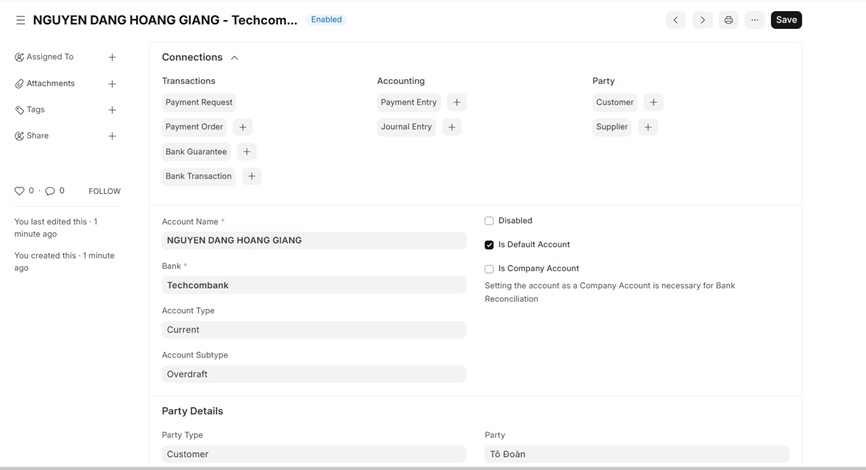 NGUYEN DANG HOANG GIANG - Techcom...
Enabled
Save
Assigned To
Attachments
Tags
Share
0 · 0 FOLLOW
You last edited this · 1
minute ago
You created this · 1 minute
ago
Connections
Transactions
Payment Request
Payment Order
Bank Guarantee
Bank Transaction
Accounting
Payment Entry
Journal Entry
Party
Customer
Supplier
Account Name *
NGUYEN DANG HOANG GIANG
Bank *
Techcombank
Account Type
Current
Account Subtype
Overdraft
Disabled
Is Default Account
Is Company Account
Setting the account as a Company Account is necessary for Bank
Reconciliation
Party Details
Party Type
Customer
Party
Tô Đoàn